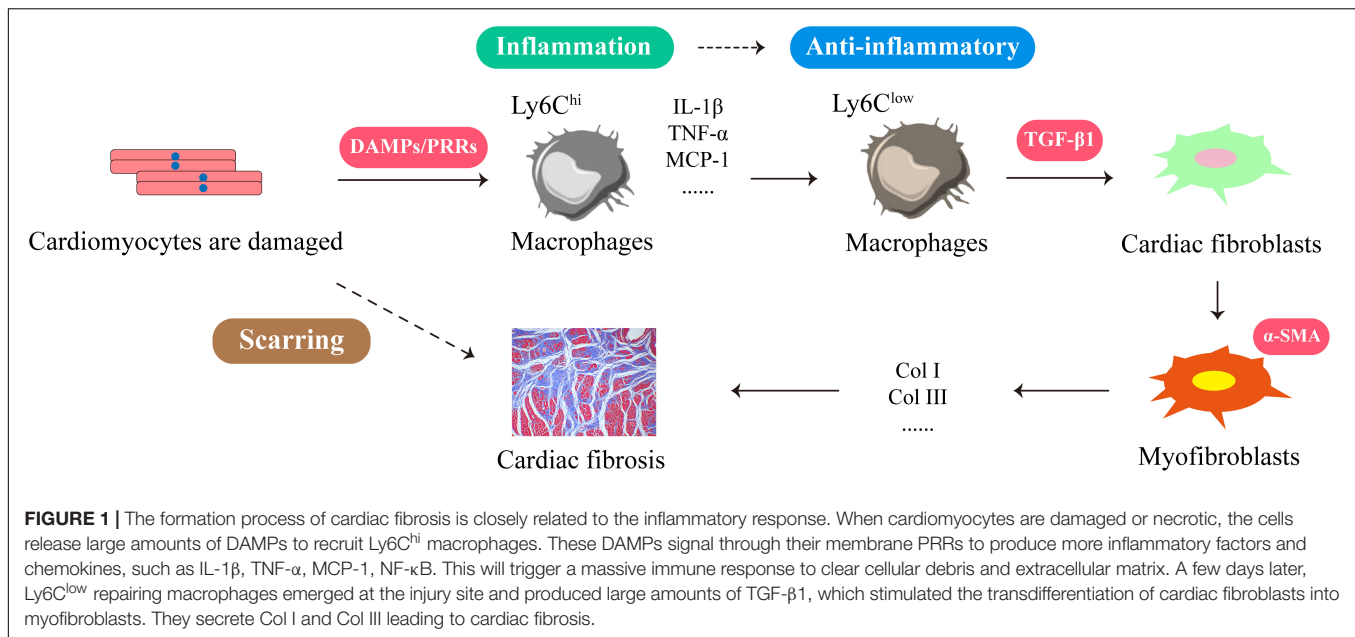 Inflammation
Anti-inflammatory
Ly6Chi
IL-1β
TNF-α
MCP-1
......
Ly6Clow
DAMPs/PRRs
TGF-β1
Cardiomyocytes are damaged
Macrophages
Macrophages
Cardiac fibroblasts
Scarring
α-SMA
Col I
Col III
......
Cardiac fibrosis
Myofibroblasts
FIGURE 1 | The formation process of cardiac fibrosis is closely related to the inflammatory response. When cardiomyocytes are damaged or necrotic, the cells
release large amounts of DAMPs to recruit Ly6Chi macrophages. These DAMPs signal through their membrane PRRs to produce more inflammatory factors and
chemokines, such as IL-1β, TNF-α, MCP-1, NF-κB. This will trigger a massive immune response to clear cellular debris and extracellular matrix. A few days later,
Ly6Clow repairing macrophages emerged at the injury site and produced large amounts of TGF-β1, which stimulated the transdifferentiation of cardiac fibroblasts into
myofibroblasts. They secrete Col I and Col III leading to cardiac fibrosis.